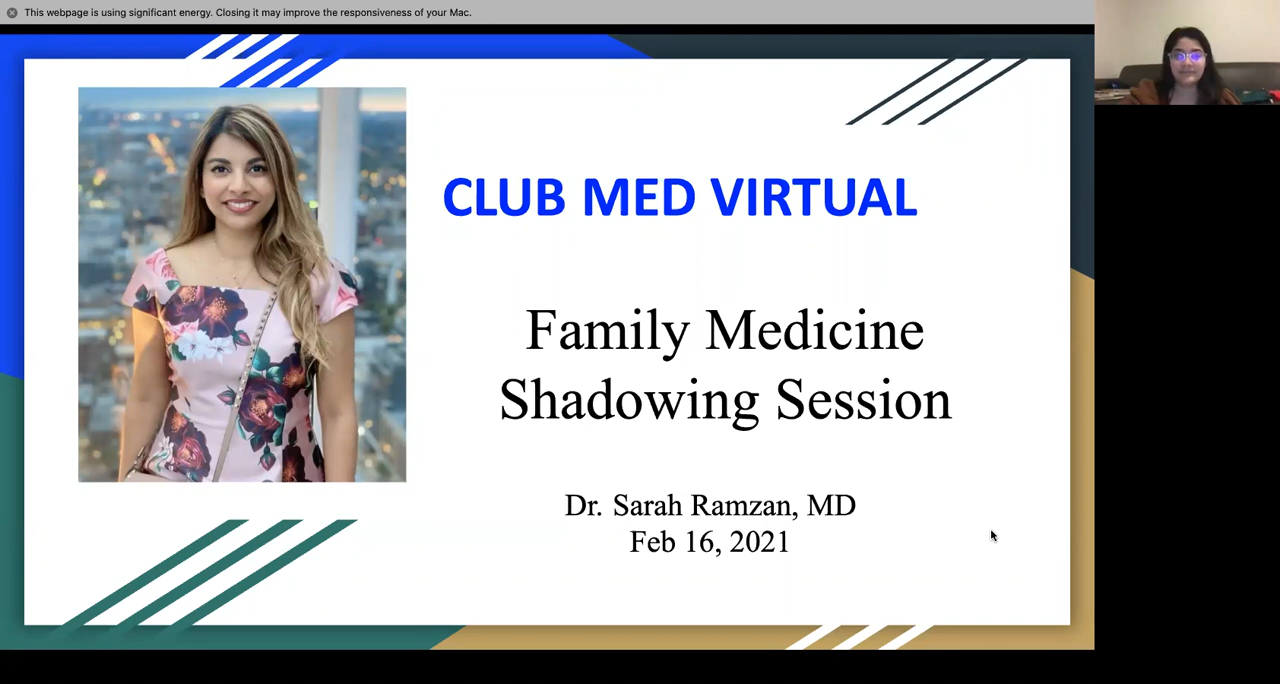 This webpage is using significant energy. Closing it may improve the responsiveness of your Mac.
CLUB MED VIRTUAL
Family Medicine
Shadowing Session
Dr. Sarah Ramzan, MD
Feb 16, 2021